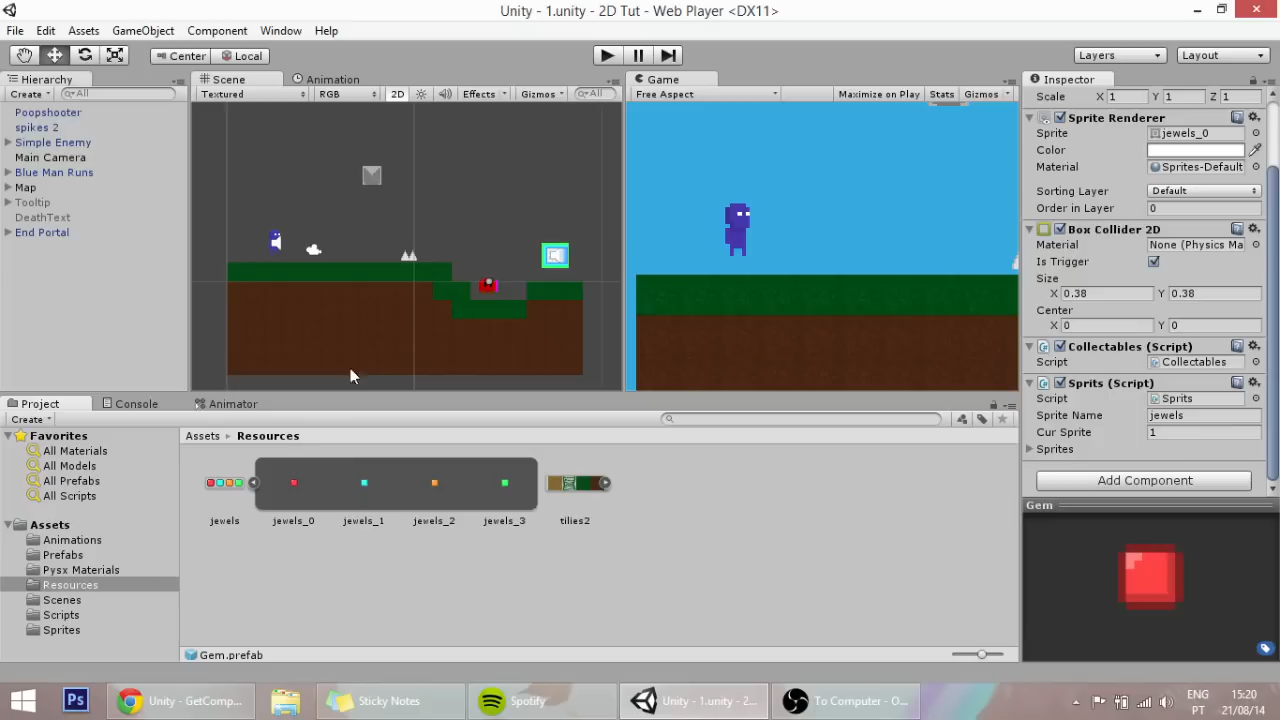 Unity - 1.unity - 2D Tut - Web Player <DX11>
File Edit Assets GameObject Component Window Help
Center Local Layers Layout
Hierarchy Scene Animation Game Inspector
Create All Textured RGB 2D Effects Gizmos All Free Aspect Maximize on Play Stats Gizmos Scale X 1 Y 1 Z 1
Poopshooter
spikes 2
Simple Enemy
Main Camera
Blue Man Runs
Map
Tooltip
DeathText
End Portal
Sprite Renderer
Sprite jewels_0
Color
Material Sprites-Default
Sorting Layer Default
Order in Layer 0
Box Collider 2D
Material None (Physics Ma
Is Trigger
Size
X 0.38 Y 0.38
Center
X 0 Y 0
Collectables (Script)
Script Collectables
Sprits (Script)
Script Sprits
Sprite Name jewels
Cur Sprite 1
Sprites
Add Component
Gem
Project Console Animator
Create
Favorites
All Materials
All Models
All Prefabs
All Scripts
Assets
Animations
Prefabs
Pysx Materials
Resources
Scenes
Scripts
Sprites
Assets Resources
jewels jewels_0 jewels_1 jewels_2 jewels_3 tilies2
Gem.prefab
Ps Unity - GetComp... Sticky Notes Spotify Unity - 1.unity - 2... To Computer - O... ENG 15:20
PT 21/08/14